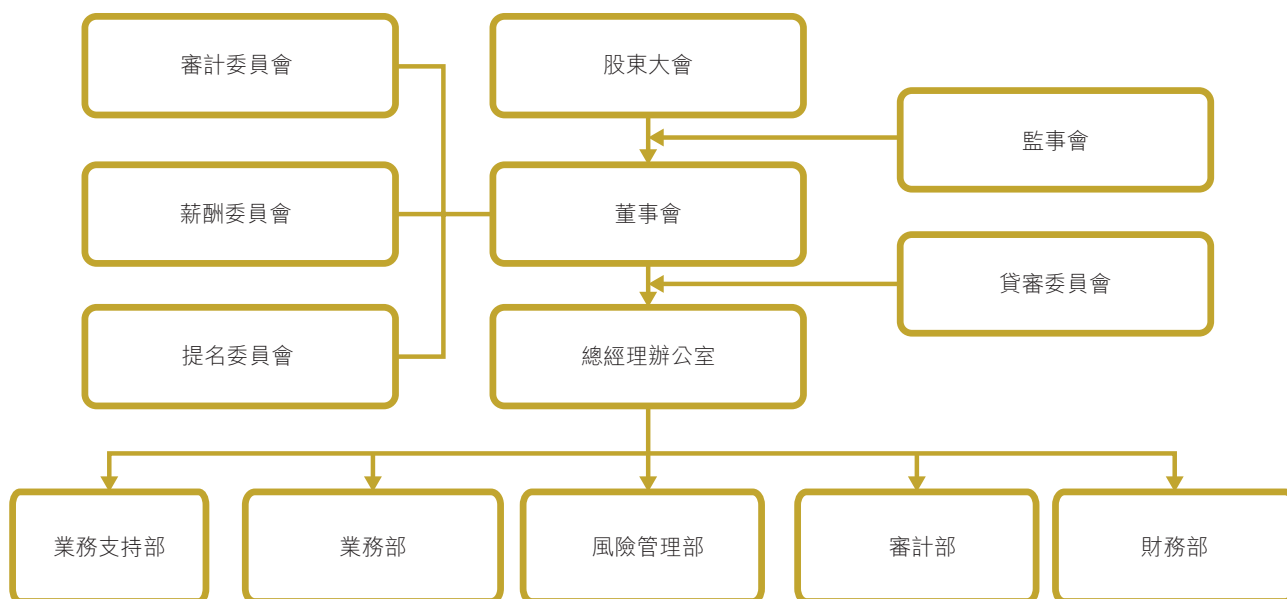 審計委員會
股東大會
監事會
薪酬委員會
董事會
貸審委員會
提名委員會
總經理辦公室
業務支持部
業務部
風險管理部
審計部
財務部